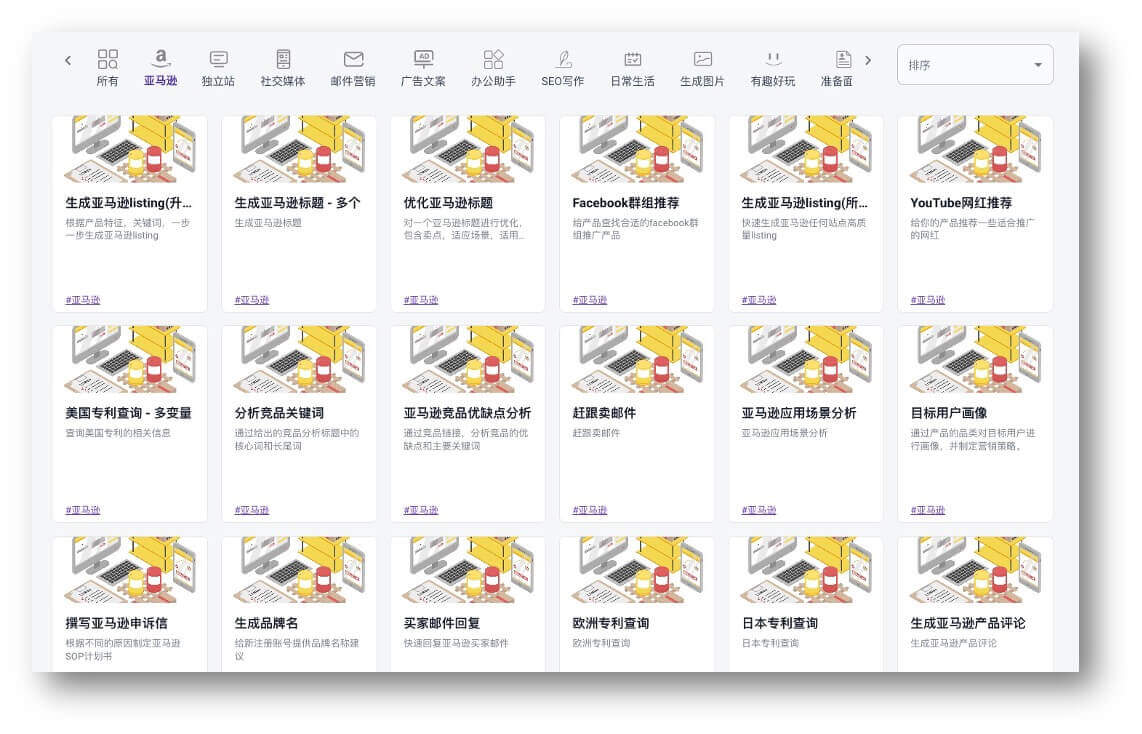 所有
亚马逊
独立站
社交媒体
邮件营销
广告文案
办公助手
SEO写作
日常生活
生成图片
有趣好玩
准备面
排序
生成亚马逊listing(升...
根据产品特征，关键词，一步
一步生成亚马逊listing
#亚马逊
生成亚马逊标题 - 多个
生成亚马逊标题
#亚马逊
优化亚马逊标题
对一个亚马逊标题进行优化，
包含卖点，适应场景，适用...
#亚马逊
Facebook群组推荐
给产品查找合适的facebook群
组推广产品
#亚马逊
生成亚马逊listing(所...
快速生成亚马逊任何站点高质
量listing
#亚马逊
YouTube网红推荐
给你的产品推荐一些适合推广
的网红
#亚马逊
美国专利查询 - 多变量
查询美国专利的相关信息
#亚马逊
分析竞品关键词
通过给出的竞品分析标题中的
核心词和长尾词
#亚马逊
亚马逊竞品优缺点分析
通过竞品链接，分析竞品的优
缺点和主要关键词
#亚马逊
赶跟卖邮件
赶跟卖邮件
#亚马逊
亚马逊应用场景分析
亚马逊应用场景分析
#亚马逊
目标用户画像
通过产品的品类对目标用户进
行画像，并制定营销策略。
#亚马逊
撰写亚马逊申诉信
根据不同的原因制定亚马逊
SOP计划书
生成品牌名
给新注册账号提供品牌名称建
议
买家邮件回复
快速回复亚马逊买家邮件
欧洲专利查询
欧洲专利查询
日本专利查询
日本专利查询
生成亚马逊产品评论
生成亚马逊产品评论